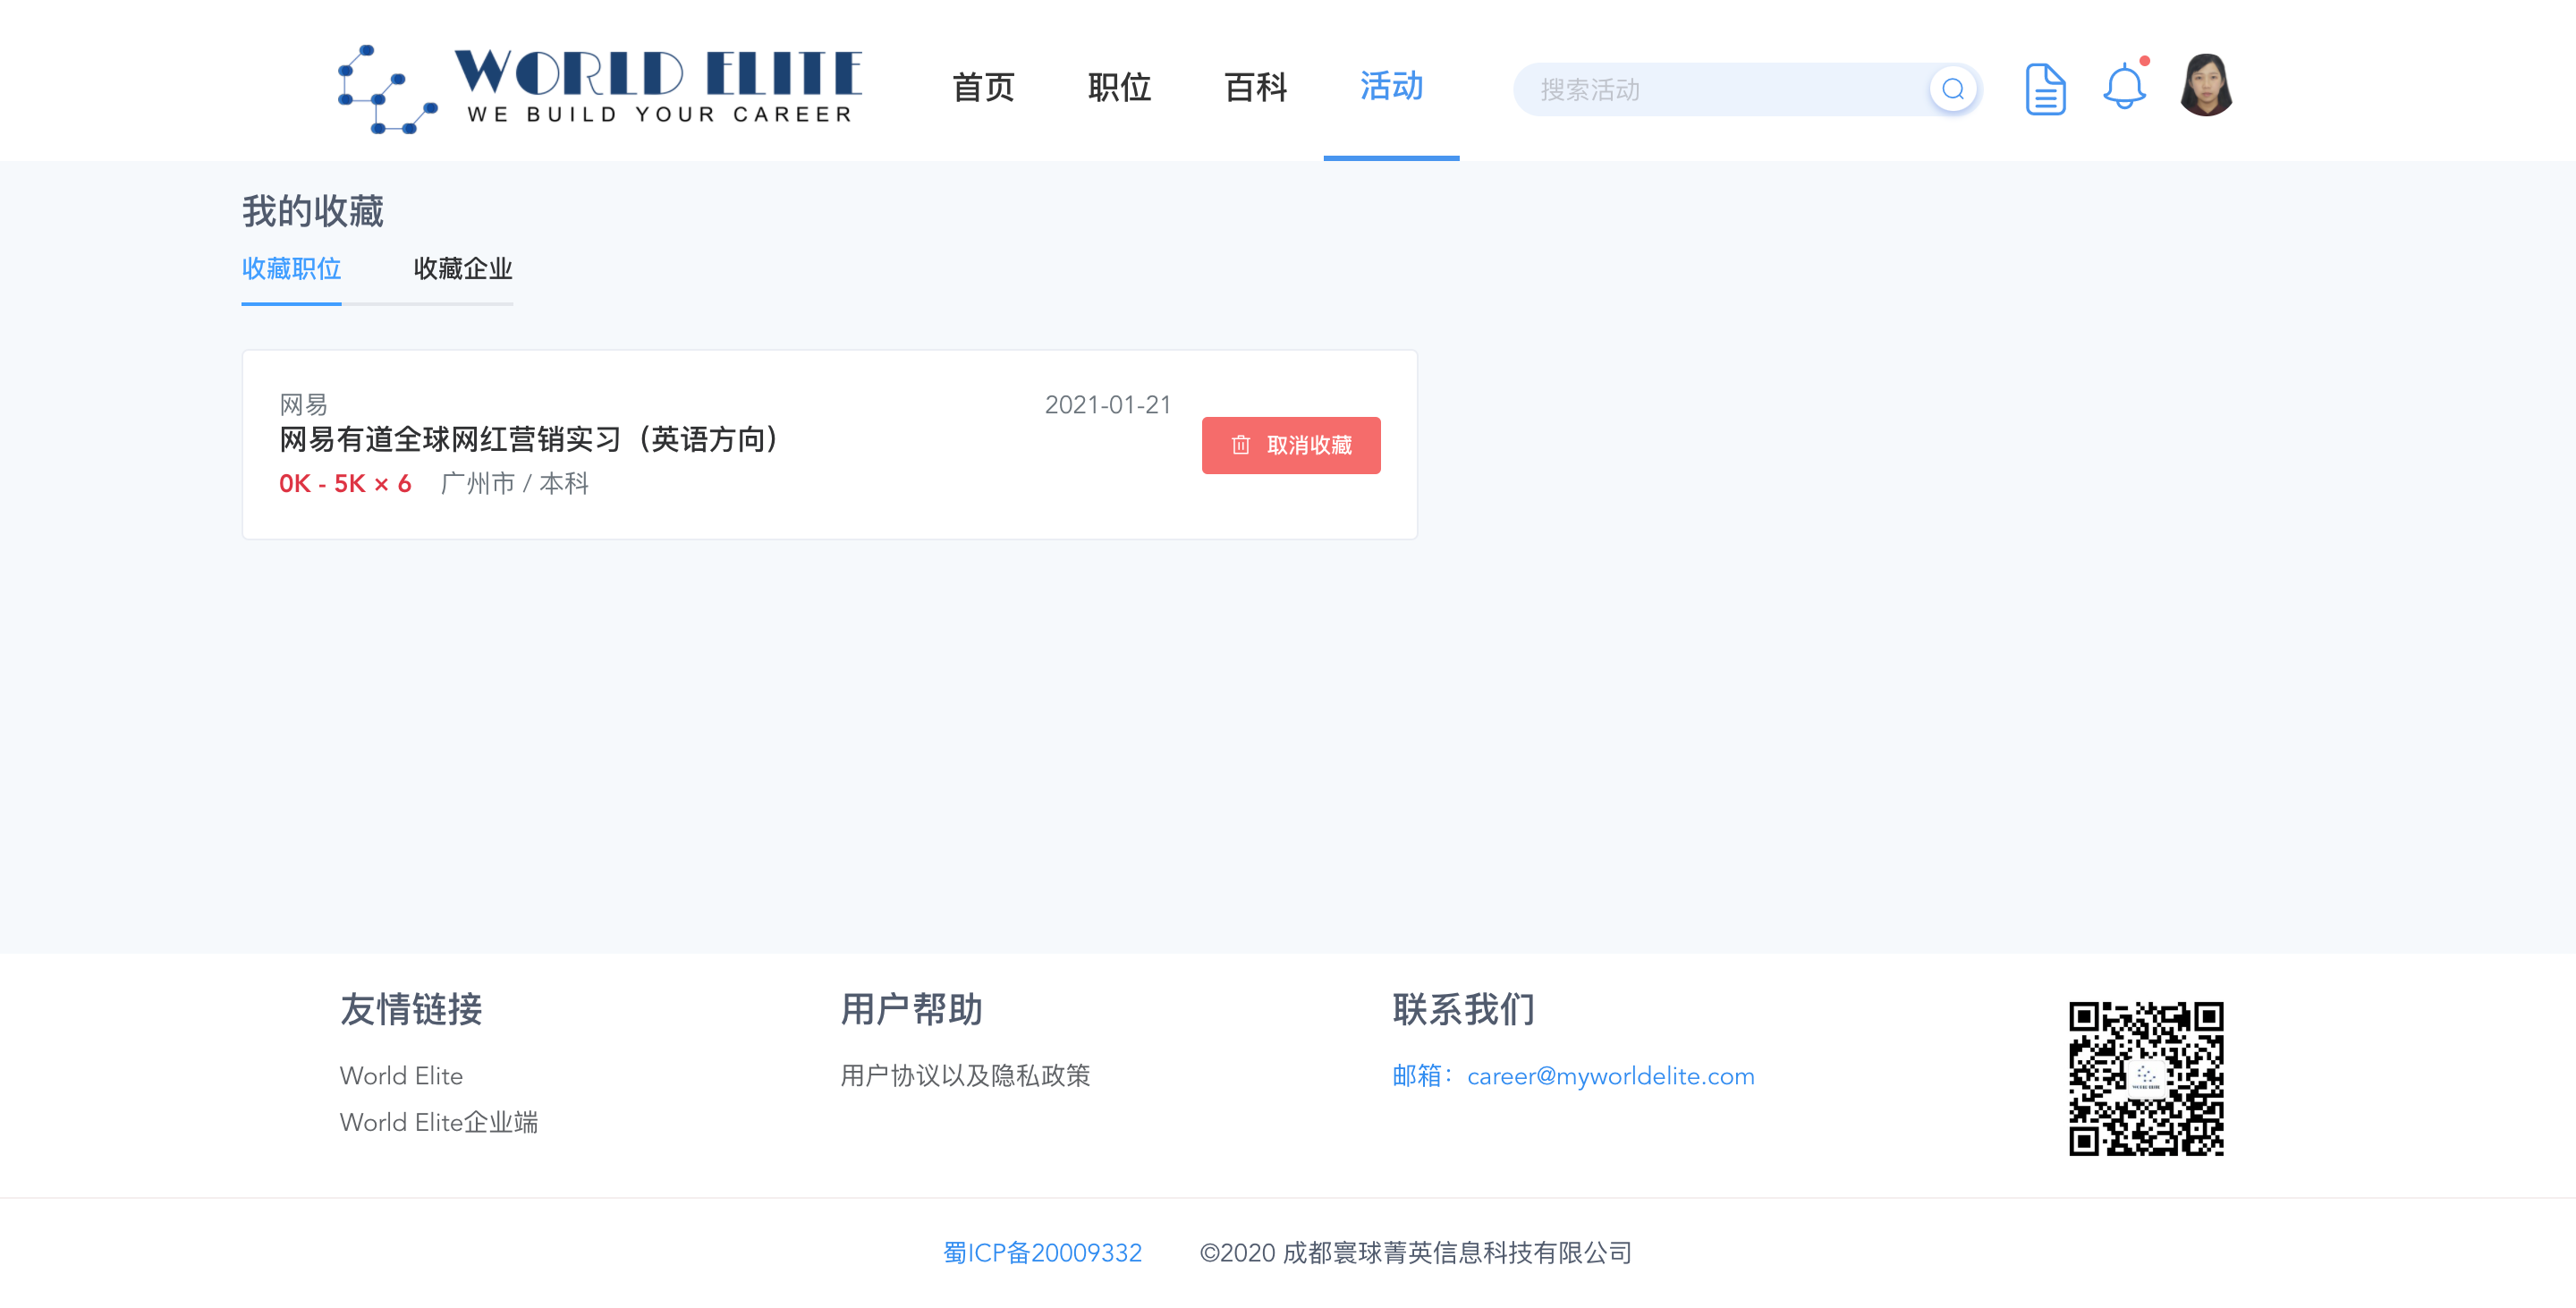 WORLD ELITE
WE BUILD YOUR CAREER
首页 职位 百科 活动 搜索活动
我的收藏
收藏职位 收藏企业
网易 2021-01-21
网易有道全球网红营销实习（英语方向）
取消收藏
0K - 5K × 6 广州市 / 本科
友情链接 用户帮助 联系我们
World Elite 用户协议以及隐私政策 邮箱：career@myworldelite.com
World Elite企业端
WORLD ELITE
蜀ICP备20009332 ©2020 成都寰球菁英信息科技有限公司